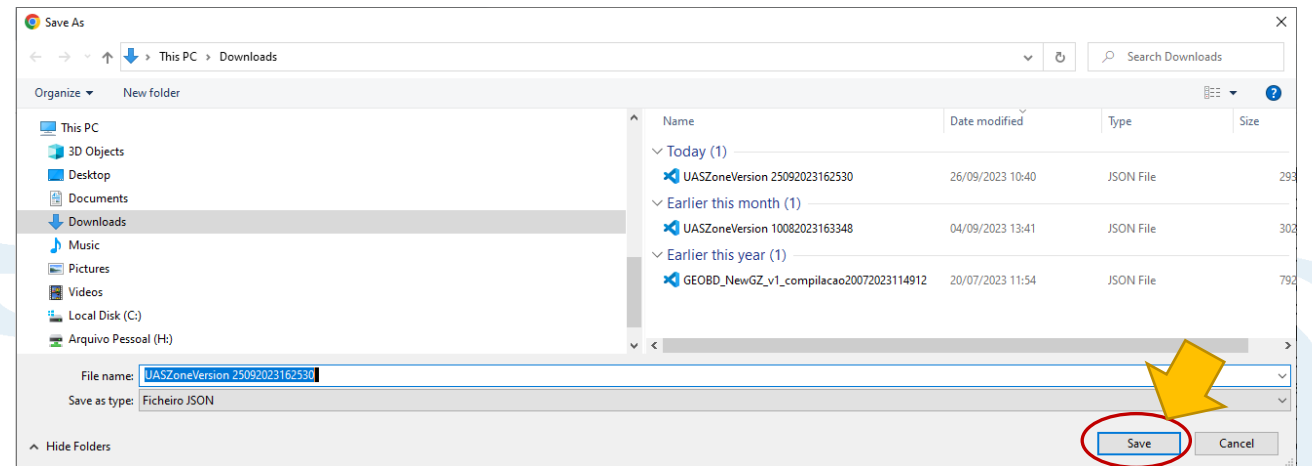 Save As
This PC > Downloads
Search Downloads
Organize
New folder
This PC
3D Objects
Desktop
Documents
Downloads
Music
Pictures
Videos
Local Disk (C:)
Arquivo Pessoal (H:)
Name Date modified Type Size
Today (1)
UASZoneVersion 25092023162530 26/09/2023 10:40 JSON File 293
Earlier this month (1)
UASZoneVersion 10082023163348 04/09/2023 13:41 JSON File 302
Earlier this year (1)
GEOBD_NewGZ_v1_compilacao20072023114912 20/07/2023 11:54 JSON File 792
File name: UASZoneVersion 25092023162530
Save as type: Ficheiro JSON
Hide Folders
Save
Cancel